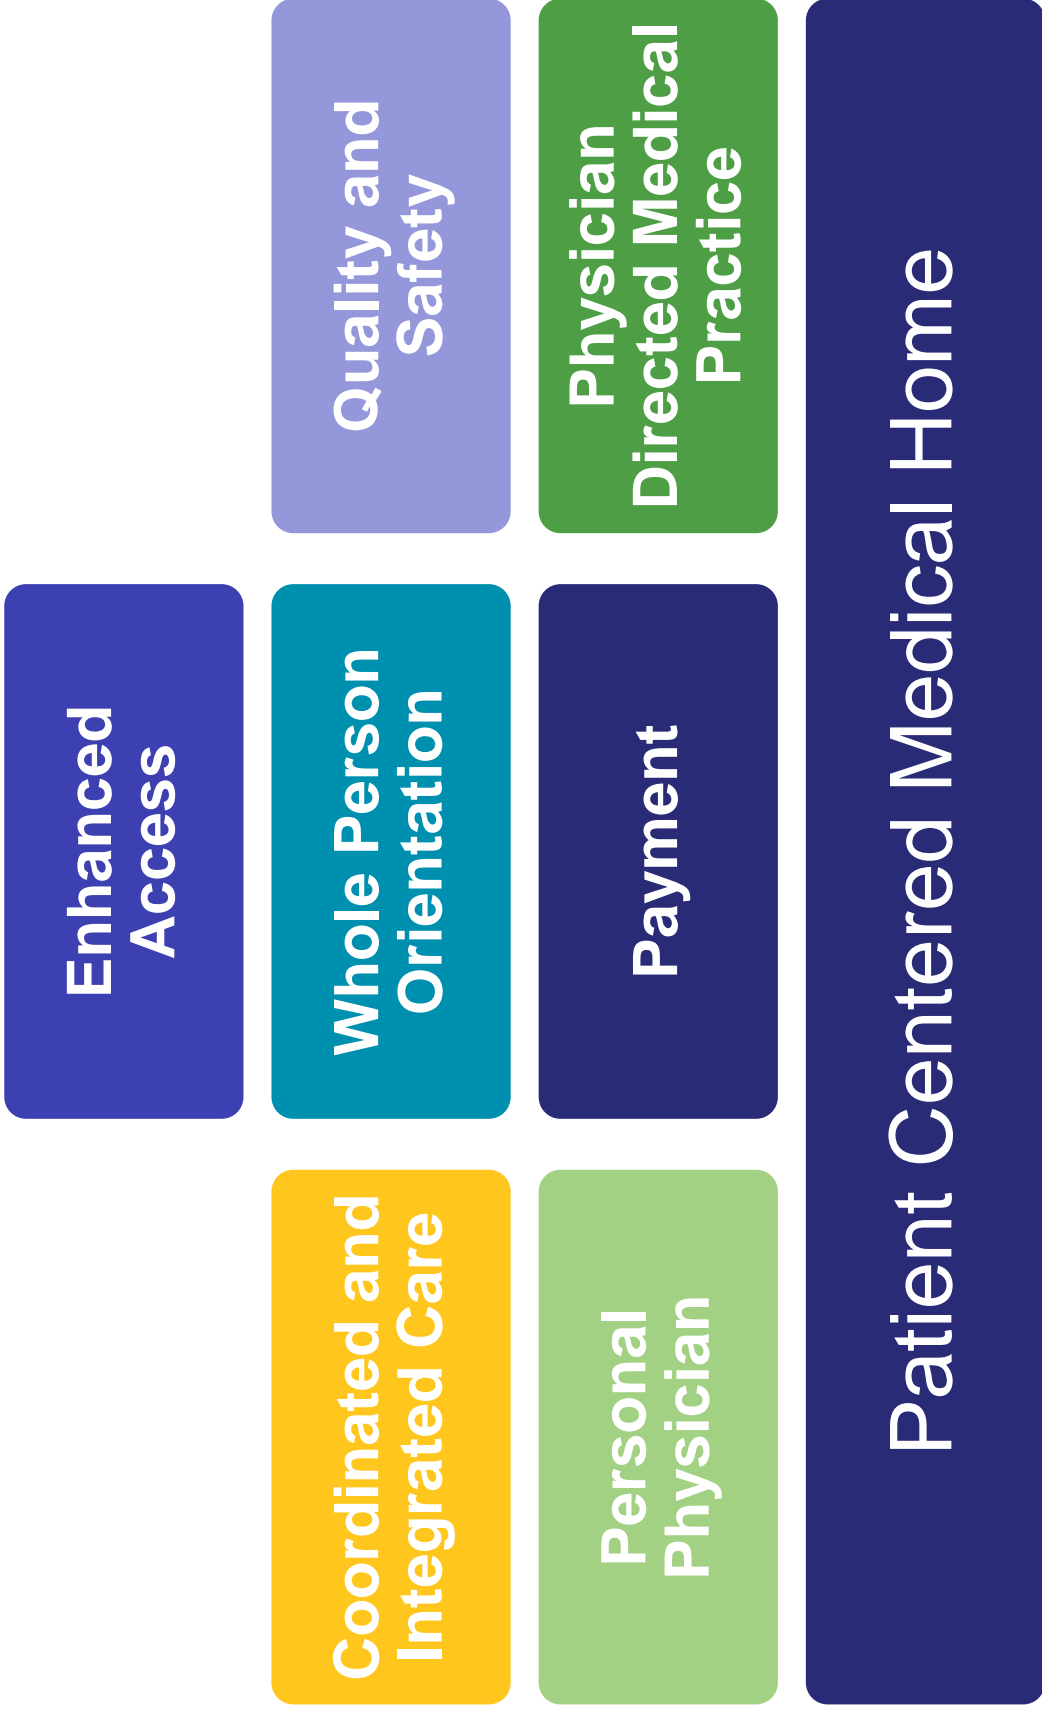 Enhanced
Access
Coordinated and
Integrated Care
Whole Person
Orientation
Quality and
Safety
Personal
Physician
Payment
Physician
Directed Medical
Practice
Patient Centered Medical Home